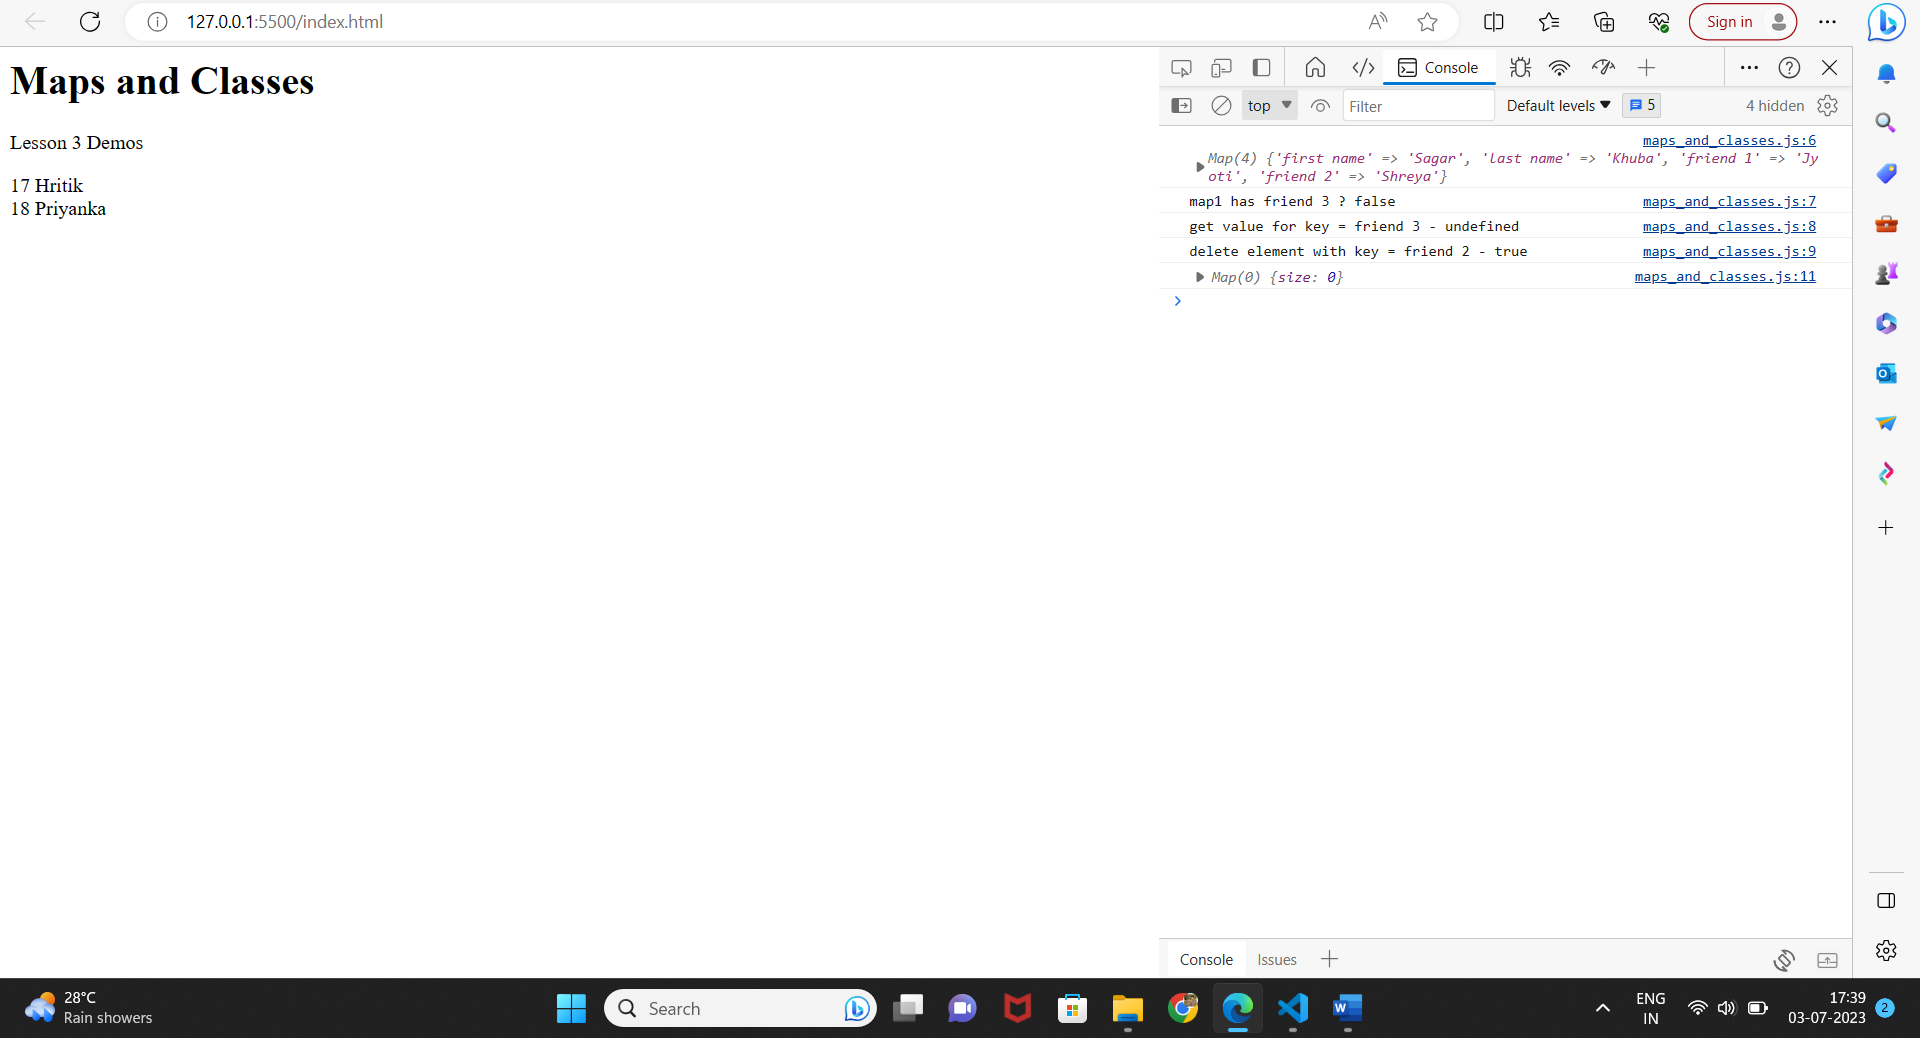 127.0.0.1:5500/index.html
Sign in
Maps and Classes
Lesson 3 Demos
17 Hritik
18 Priyanka
Console
top
Filter
Default levels
5
4 hidden
maps_and_classes.js:6
Map(4) {'first name' => 'Sagar', 'last name' => 'Khuba', 'friend 1' => 'Jy
oti', 'friend 2' => 'Shreya'}
map1 has friend 3 ? false maps_and_classes.js:7
get value for key = friend 3 - undefined maps_and_classes.js:8
delete element with key = friend 2 - true maps_and_classes.js:9
Map(0) {size: 0} maps_and_classes.js:11
Console Issues
28°C
Rain showers
Search
ENG
IN
17:39
03-07-2023
2